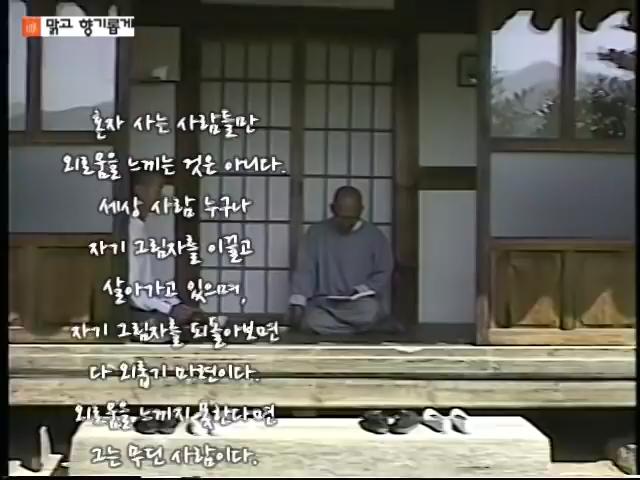 맑고 향기롭게
혼자 사는 사람들만
외로움을 느끼는 것은 아니다.
세상 사람 누구나
자기 그림자를 이끌고
살아가고 있으며,
자기 그림자를 되돌아보면
다 외롭기 마련이다.
외로움을 느끼지 못한다면
그는 무딘 사람이다.